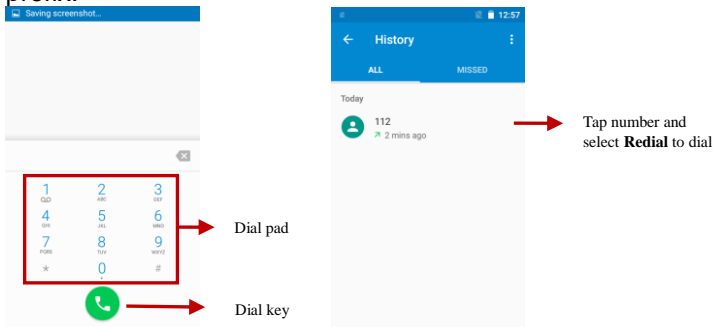 Saving screenshot...
1 2 3
ABC DEF
4 5 6
GHI JKL MNO
7 8 9
PQRS TUV WXYZ
* 0 #
Dial pad
Dial key
12:57
History
ALL MISSED
Today
112
2 mins ago
Tap number and
select Redial to dial